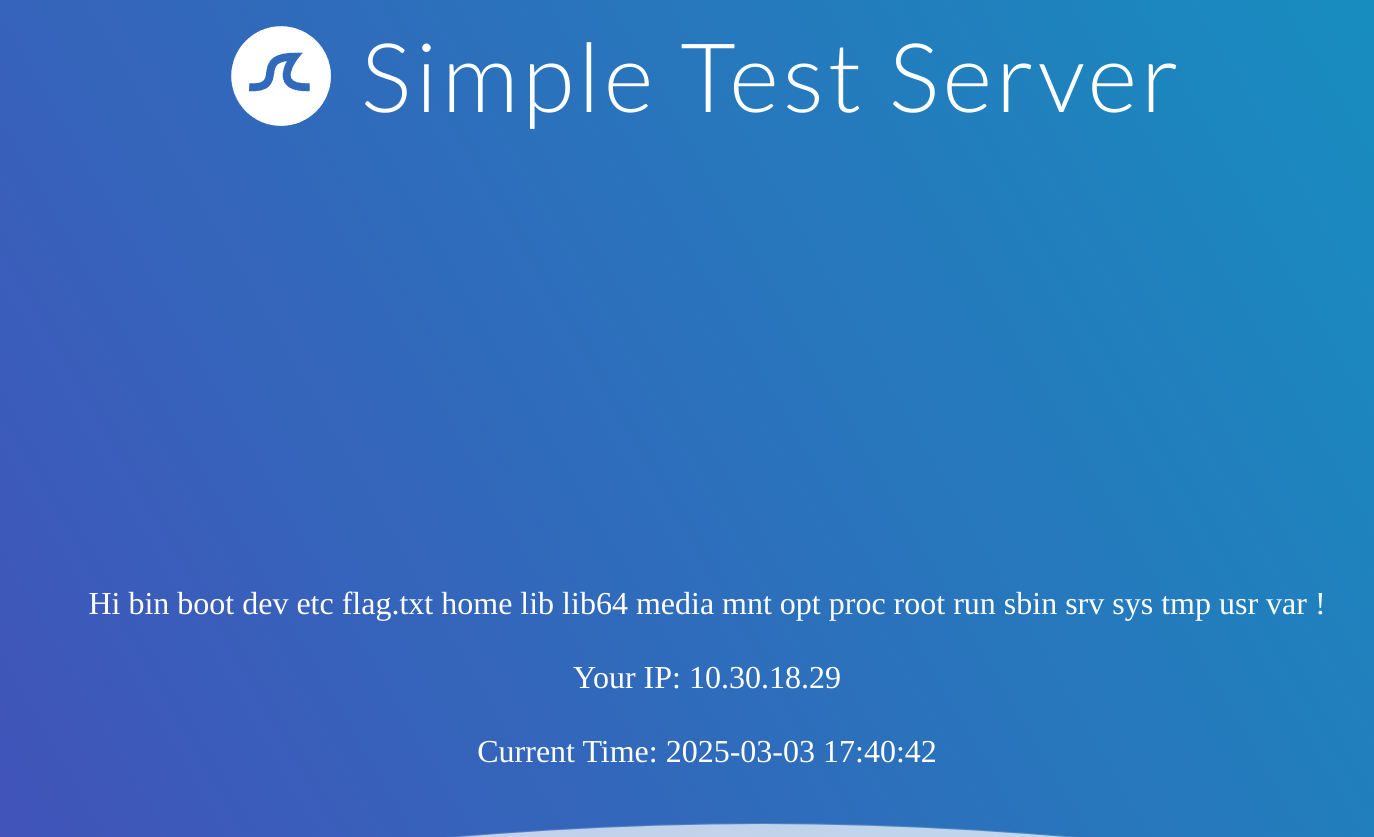 Simple Test Server
Hi bin boot dev etc flag.txt home lib lib64 media mnt opt proc root run sbin srv sys tmp usr var !
Your IP: 10.30.18.29
Current Time: 2025-03-03 17:40:42